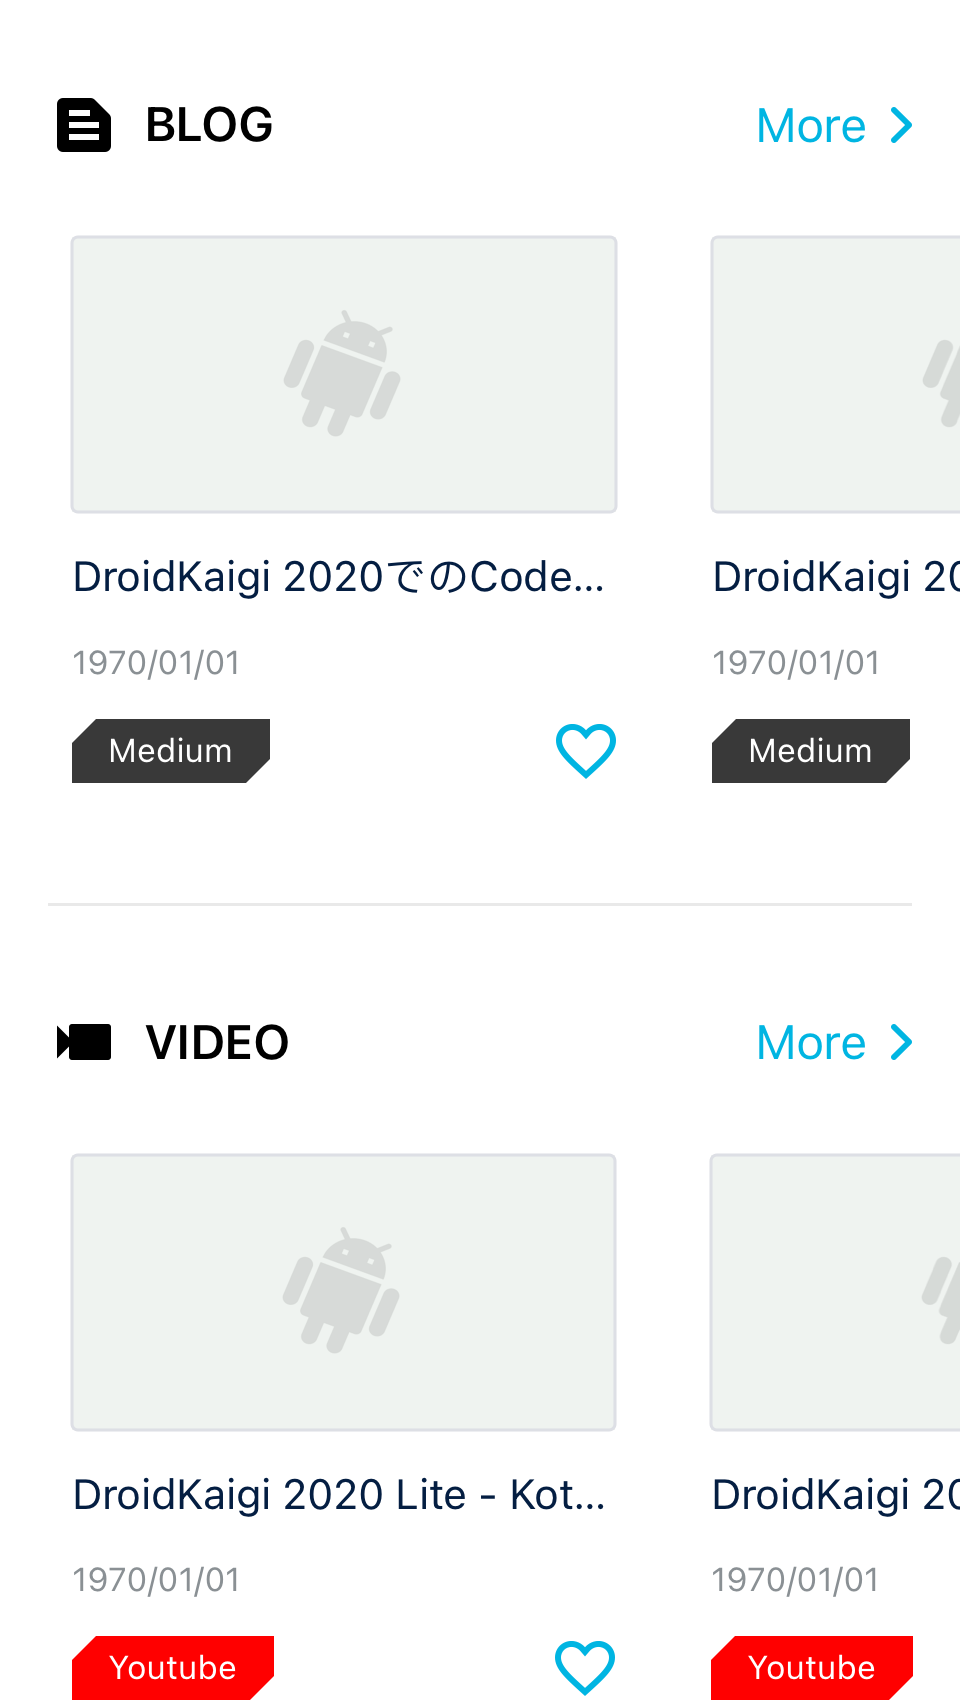 BLOG
More
DroidKaigi 2020でのCode...
DroidKaigi 20
1970/01/01
1970/01/01
Medium
Medium
VIDEO
More
DroidKaigi 2020 Lite - Kot...
DroidKaigi 20
1970/01/01
1970/01/01
Youtube
Youtube